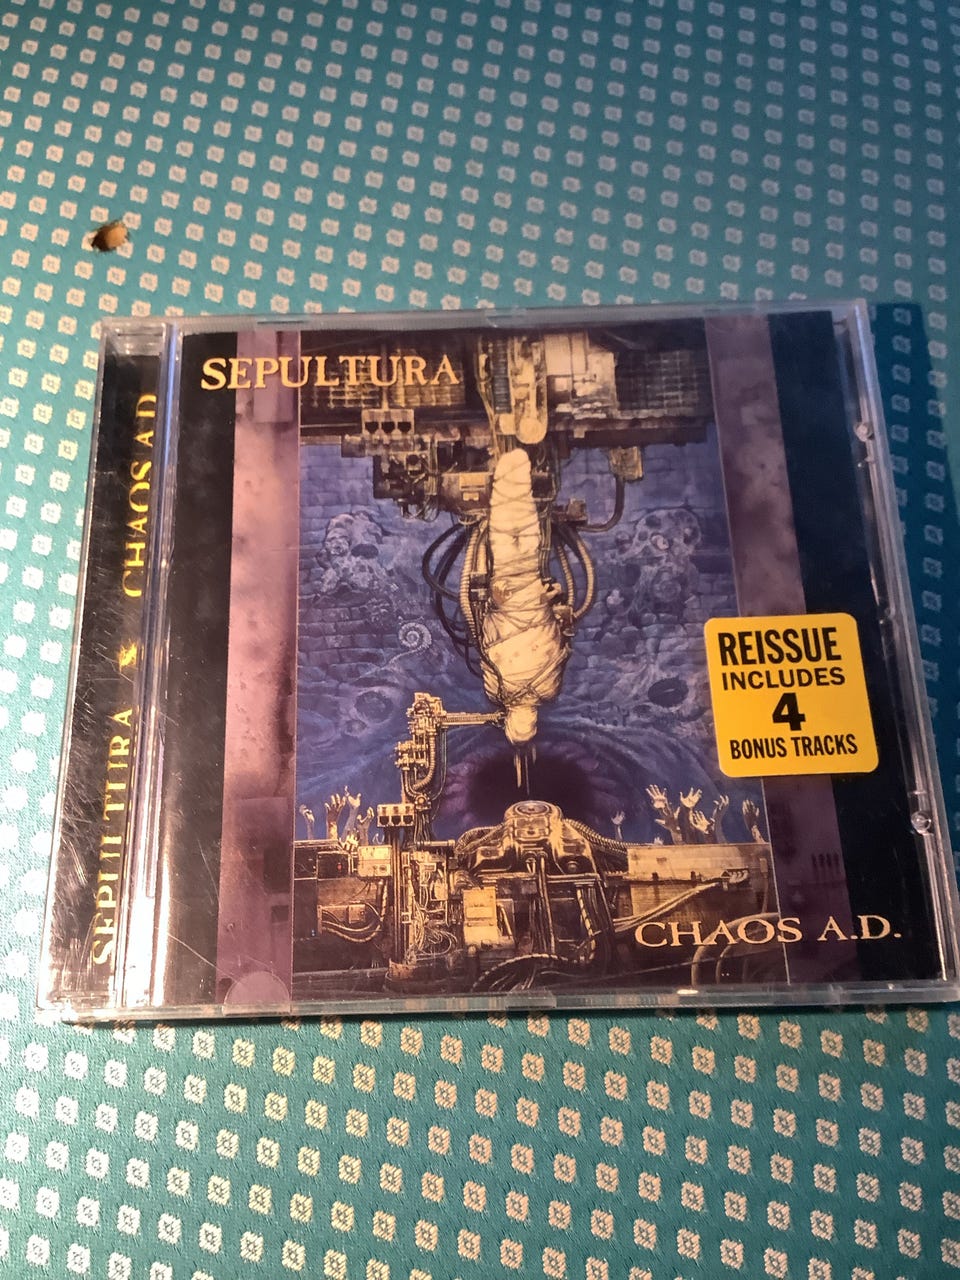 SEPULTURA
REISSUE
INCLUDES
4
BONUS TRACKS
CHAOS A.D.
SEPULTURA CHAOS A.D.